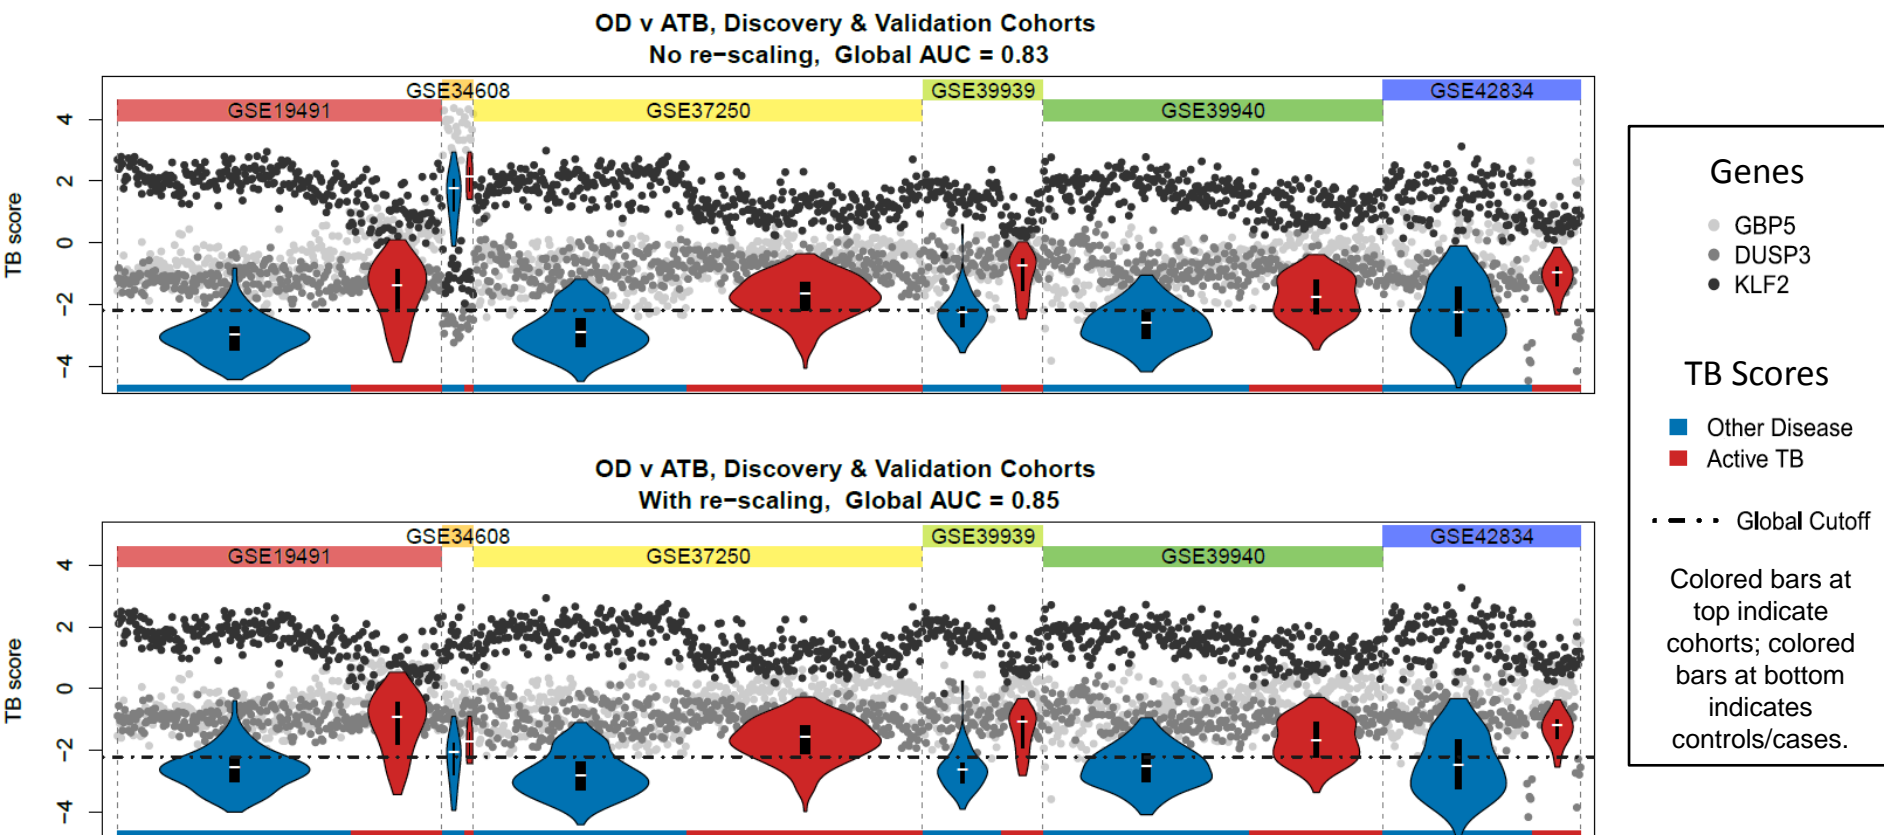 OD v ATB, Discovery & Validation Cohorts
No re−scaling,  Global AUC = 0.83
GSE34608
GSE39939
GSE42834
GSE19491
GSE37250
GSE39940
TB score
4
2
0
−2
−4
OD v ATB, Discovery & Validation Cohorts
With re−scaling,  Global AUC = 0.85
GSE34608
GSE39939
GSE42834
GSE19491
GSE37250
GSE39940
TB score
4
2
0
−2
−4
Genes
GBP5
DUSP3
KLF2
TB Scores
Other Disease
Active TB
Global Cutoff
Colored bars at
top indicate
cohorts; colored
bars at bottom
indicates
controls/cases.